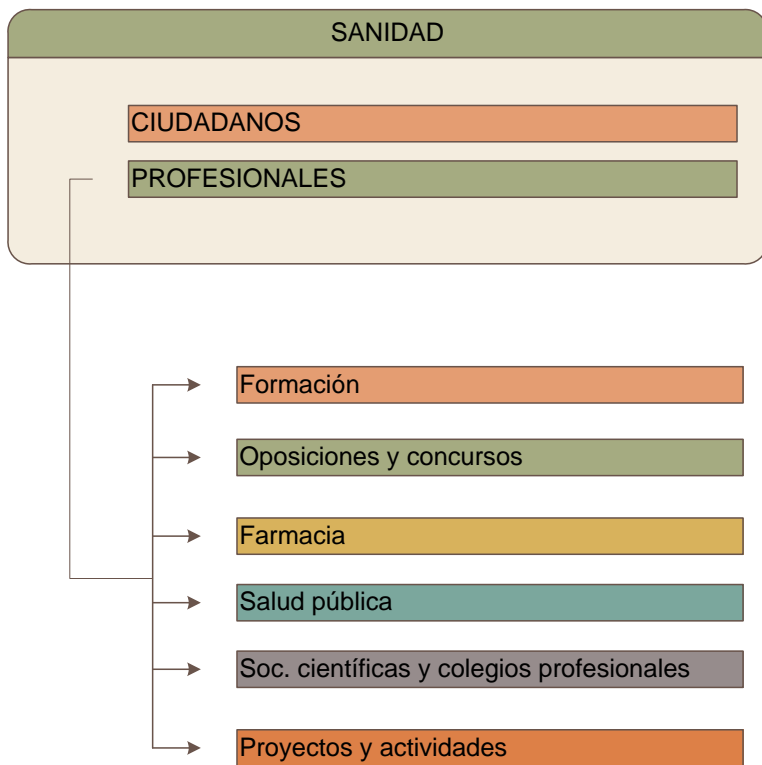 SANIDAD
CIUDADANOS
PROFESIONALES
Formación
Oposiciones y concursos
Farmacia
Salud pública
Soc. científicas y colegios profesionales
Proyectos y actividades